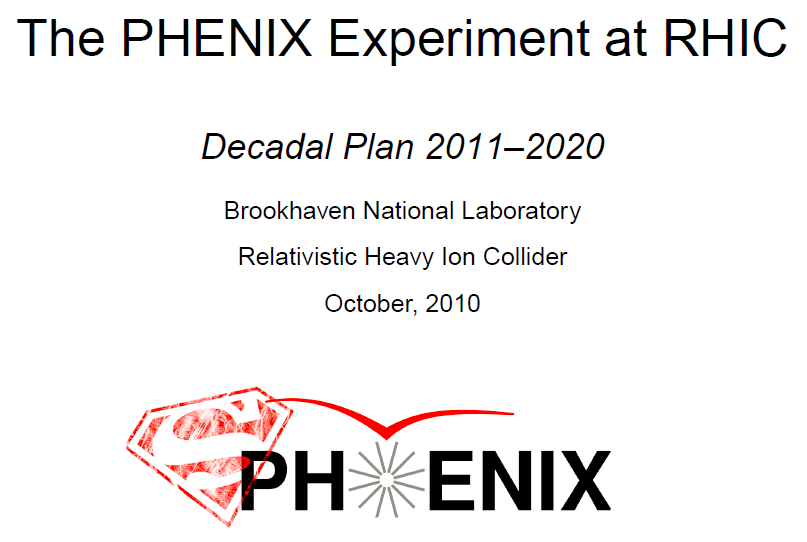 The PHENIX Experiment at RHIC
Decadal Plan 2011–2020
Brookhaven National Laboratory
Relativistic Heavy Ion Collider
October, 2010
S PHENIX